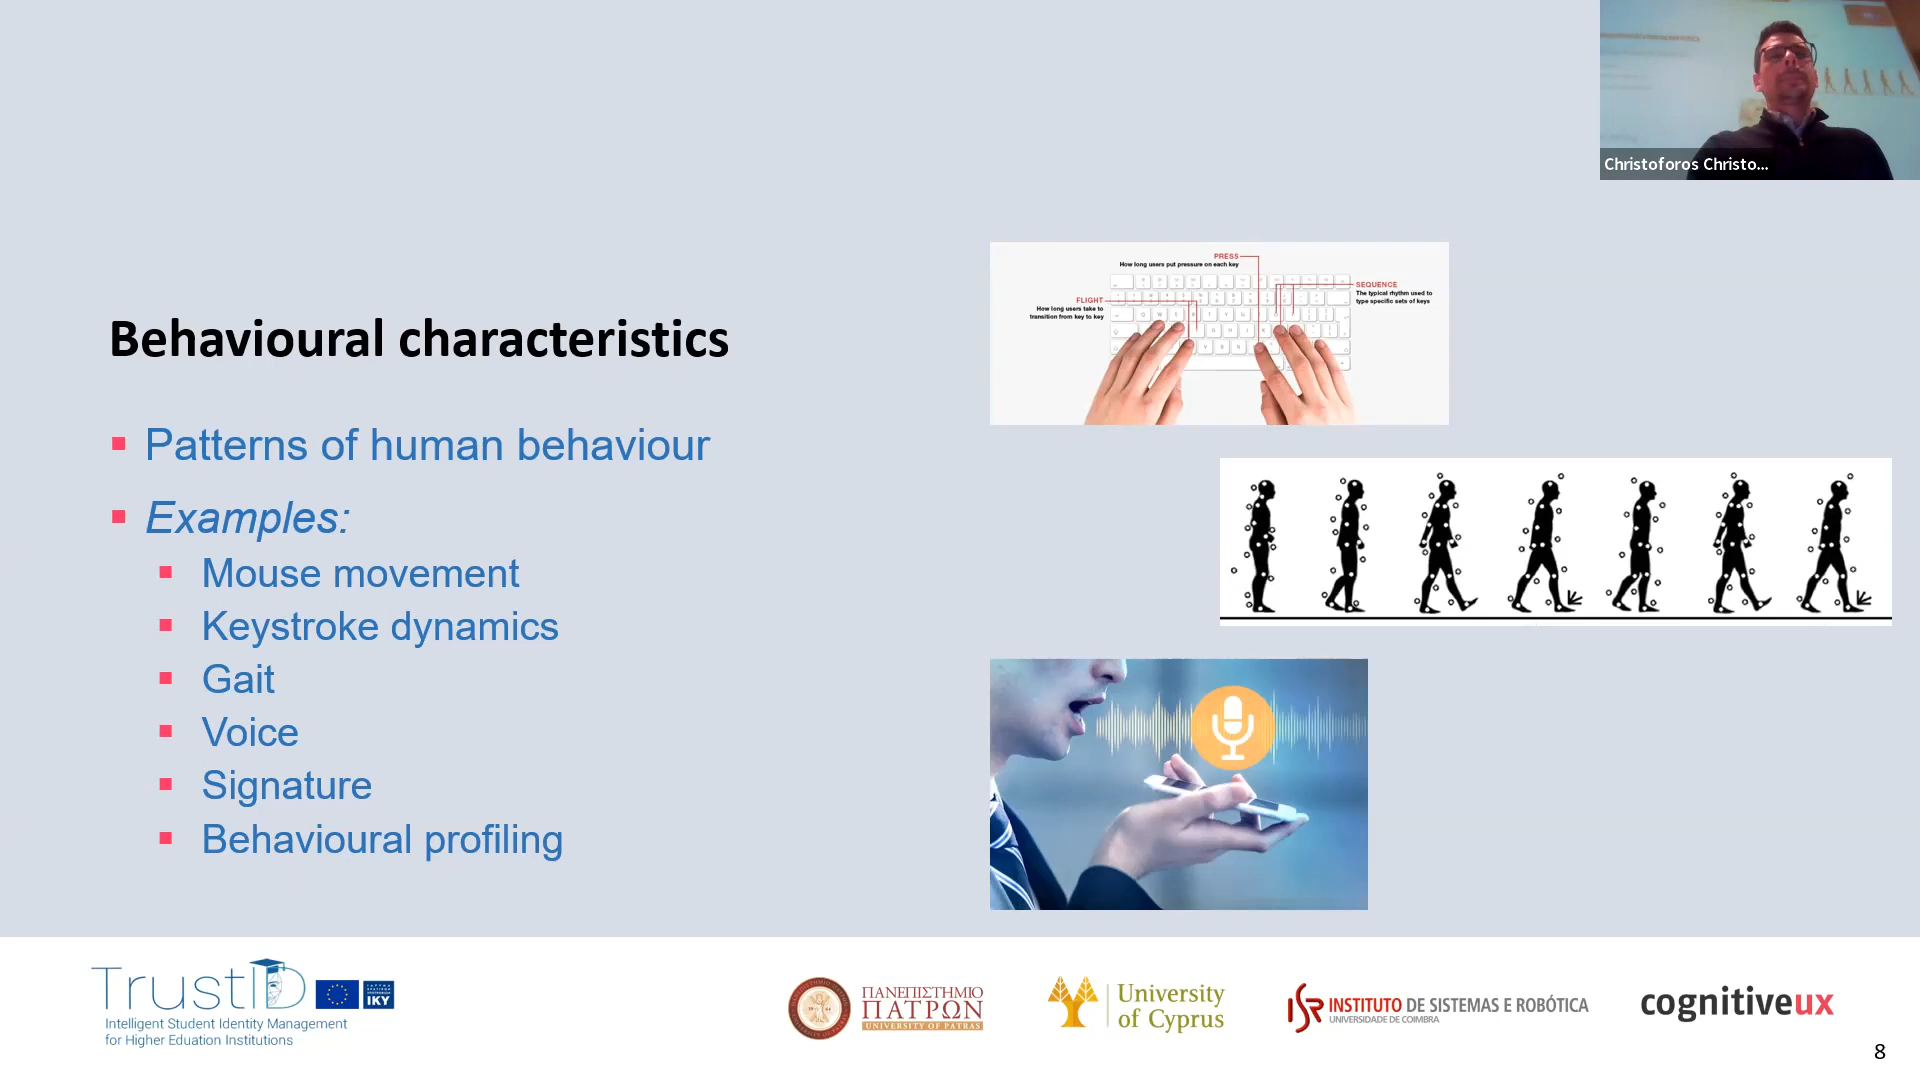 Christoforos Christo...
PRESS
How long users put pressure on each key
SEQUENCE
The typical rhythm used to
type specific sets of keys
FLIGHT
How long users take to
transition from key to key
Behavioural characteristics
Patterns of human behaviour
Examples:
Mouse movement
Keystroke dynamics
Gait
Voice
Signature
Behavioural profiling
TrustID
IKY
Intelligent Student Identity Management
for Higher Eduation Institutions
ΠΑΝΕΠΙΣΤΗΜΙΟ
ΠΑΤΡΩΝ
UNIVERSITY OF PATRAS
University
of Cyprus
ISR INSTITUTO DE SISTEMAS E ROBÓTICA
UNIVERSIDADE DE COIMBRA
cognitiveux
8